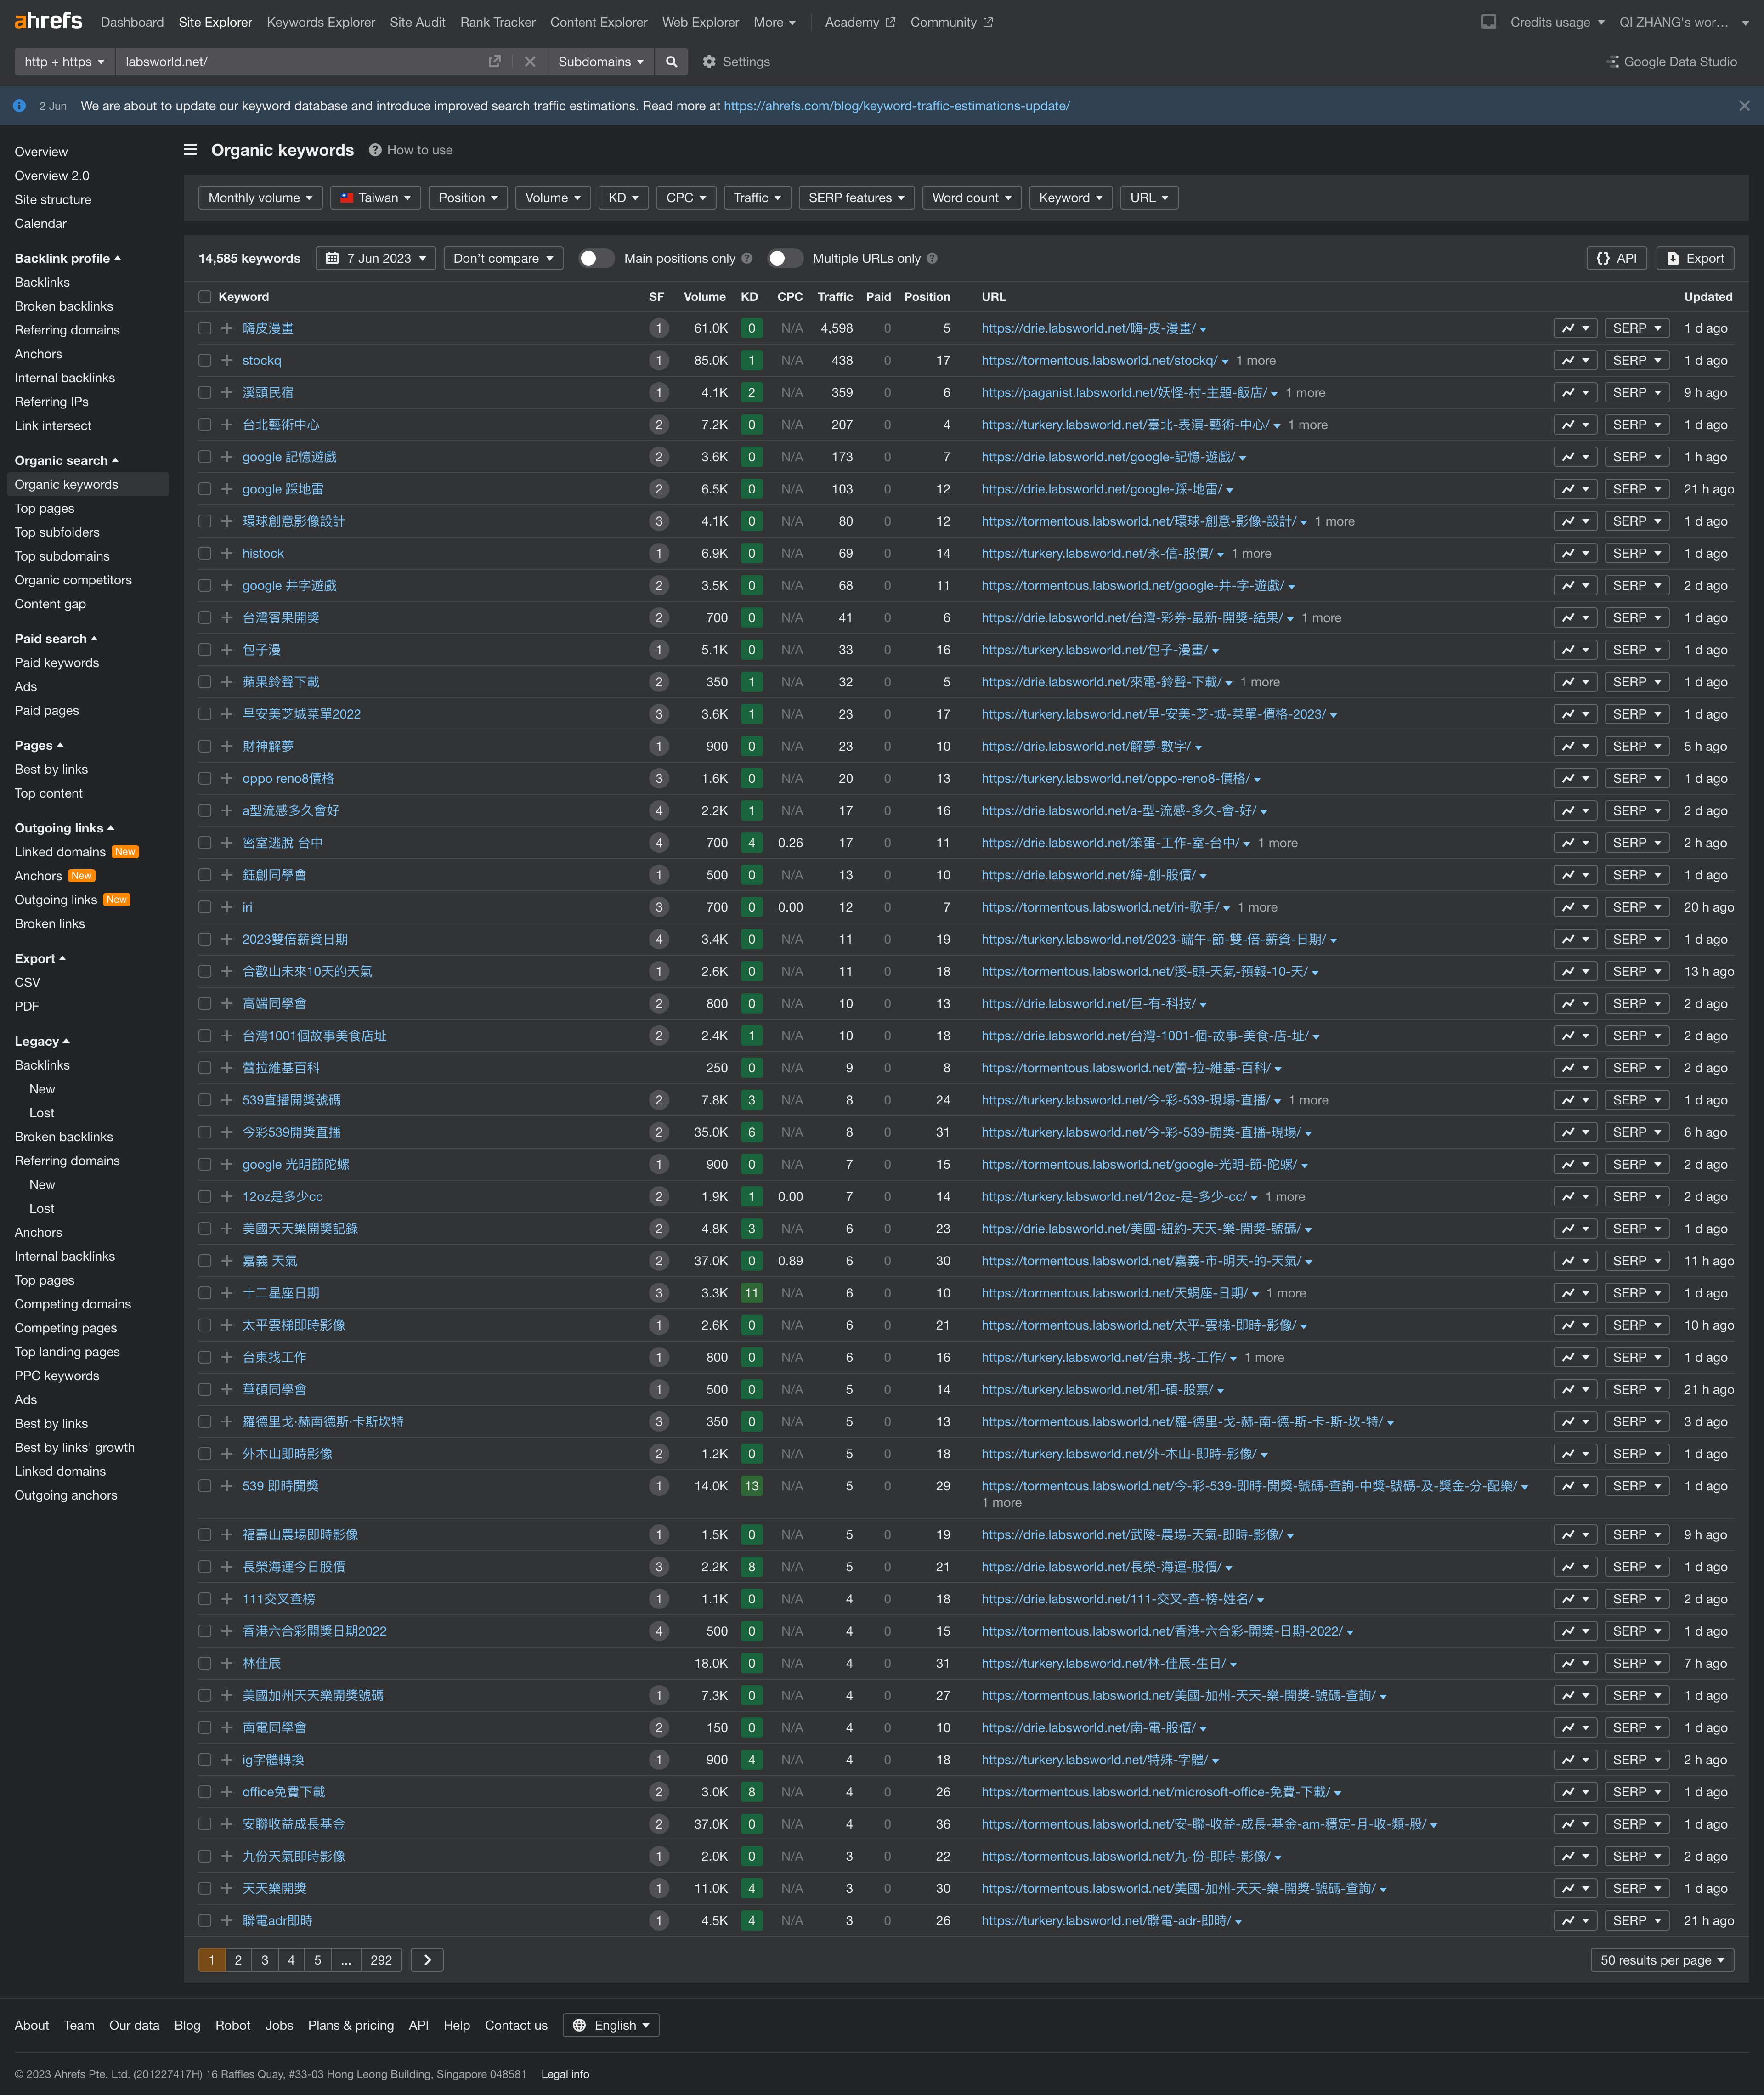 ahrefs Dashboard Site Explorer Keywords Explorer Site Audit Rank Tracker Content Explorer Web Explorer More Academy Community Credits usage QI ZHANG's wor...
http + https labsworld.net/ Subdomains Settings Google Data Studio
2 Jun We are about to update our keyword database and introduce improved search traffic estimations. Read more at https://ahrefs.com/blog/keyword-traffic-estimations-update/
Overview
Overview 2.0
Site structure
Calendar
Backlink profile
Backlinks
Broken backlinks
Referring domains
Anchors
Internal backlinks
Referring IPs
Link intersect
Organic search
Organic keywords
Top pages
Top subfolders
Top subdomains
Organic competitors
Content gap
Paid search
Paid keywords
Ads
Paid pages
Pages
Best by links
Top content
Outgoing links
Linked domains New
Anchors New
Outgoing links New
Broken links
Export
CSV
PDF
Legacy
Backlinks
New
Lost
Broken backlinks
Referring domains
New
Lost
Anchors
Internal backlinks
Top pages
Competing domains
Competing pages
Top landing pages
PPC keywords
Ads
Best by links
Best by links' growth
Linked domains
Outgoing anchors
Organic keywords How to use
Monthly volume Taiwan Position Volume KD CPC Traffic SERP features Word count Keyword URL
14,585 keywords 7 Jun 2023 Don't compare Main positions only Multiple URLs only API Export
Keyword SF Volume KD CPC Traffic Paid Position URL Updated
嗨皮漫畫 1 61.0K 0 N/A 4,598 0 5 https://drie.labsworld.net/嗨-皮-漫畫/ SERP 1 d ago
stockq 1 85.0K 1 N/A 438 0 17 https://tormentous.labsworld.net/stockq/ 1 more SERP 1 d ago
溪頭民宿 1 4.1K 2 N/A 359 0 6 https://paganist.labsworld.net/妖怪-村-主題-飯店/ 1 more SERP 9 h ago
台北藝術中心 2 7.2K 0 N/A 207 0 4 https://turkery.labsworld.net/臺北-表演-藝術-中心/ 1 more SERP 1 d ago
google 記憶遊戲 2 3.6K 0 N/A 173 0 7 https://drie.labsworld.net/google-記憶-遊戲/ SERP 1 h ago
google 踩地雷 2 6.5K 0 N/A 103 0 12 https://drie.labsworld.net/google-踩-地雷/ SERP 21 h ago
環球創意影像設計 3 4.1K 0 N/A 80 0 12 https://tormentous.labsworld.net/環球-創意-影像-設計/ 1 more SERP 1 d ago
histock 1 6.9K 0 N/A 69 0 14 https://turkery.labsworld.net/永-信-股價/ 1 more SERP 1 d ago
google 井字遊戲 2 3.5K 0 N/A 68 0 11 https://tormentous.labsworld.net/google-井-字-遊戲/ SERP 2 d ago
台灣賓果開獎 2 700 0 N/A 41 0 6 https://drie.labsworld.net/台灣-彩券-最新-開獎-結果/ 1 more SERP 1 d ago
包子漫 1 5.1K 0 N/A 33 0 16 https://turkery.labsworld.net/包子-漫畫/ SERP 1 d ago
蘋果鈴聲下載 2 350 1 N/A 32 0 5 https://drie.labsworld.net/來電-鈴聲-下載/ 1 more SERP 1 d ago
早安美芝城菜單2022 3 3.6K 1 N/A 23 0 17 https://turkery.labsworld.net/早-安美-芝-城-菜單-價格-2023/ SERP 1 d ago
財神解夢 1 900 0 N/A 23 0 10 https://drie.labsworld.net/解夢-數字/ SERP 5 h ago
oppo reno8價格 3 1.6K 0 N/A 20 0 13 https://turkery.labsworld.net/oppo-reno8-價格/ SERP 1 d ago
a型流感多久會好 4 2.2K 1 N/A 17 0 16 https://drie.labsworld.net/a-型-流感-多久-會-好/ SERP 2 d ago
密室逃脫 台中 4 700 4 0.26 17 0 11 https://drie.labsworld.net/笨蛋-工作-室-台中/ 1 more SERP 2 h ago
鈺創同學會 1 500 0 N/A 13 0 10 https://drie.labsworld.net/緯-創-股價/ SERP 1 d ago
iri 3 700 0 0.00 12 0 7 https://tormentous.labsworld.net/iri-歌手/ 1 more SERP 20 h ago
2023雙倍薪資日期 4 3.4K 0 N/A 11 0 19 https://turkery.labsworld.net/2023-端午-節-雙-倍-薪資-日期/ SERP 1 d ago
合歡山未來10天的天氣 1 2.6K 0 N/A 11 0 18 https://turkery.labsworld.net/溪-頭-天氣-預報-10-天/ SERP 13 h ago
高端同學會 2 800 0 N/A 10 0 13 https://drie.labsworld.net/巨-有-科技/ SERP 2 d ago
台灣1001個故事美食店址 2 2.4K 1 N/A 10 0 18 https://drie.labsworld.net/台灣-1001-個-故事-美食-店-址/ SERP 2 d ago
蕾拉維基百科 250 0 N/A 9 0 8 https://tormentous.labsworld.net/蕾-拉-維基-百科/ SERP 2 d ago
539直播開獎號碼 2 7.8K 3 N/A 8 0 24 https://turkery.labsworld.net/今-彩-539-現場-直播/ 1 more SERP 1 d ago
今彩539開獎直播 2 35.0K 6 N/A 8 0 31 https://turkery.labsworld.net/今-彩-539-開獎-直播-現場/ SERP 6 h ago
google 光明節陀螺 1 900 0 N/A 7 0 15 https://tormentous.labsworld.net/google-光明-節-陀螺/ SERP 2 d ago
12oz是多少cc 2 1.9K 1 0.00 7 0 14 https://turkery.labsworld.net/12oz-是-多少-cc/ 1 more SERP 2 d ago
美國天天樂開獎記錄 2 4.8K 3 N/A 6 0 23 https://drie.labsworld.net/美國-紐約-天天-樂-開獎-號碼/ SERP 1 d ago
嘉義 天氣 2 37.0K 0 0.89 6 0 30 https://tormentous.labsworld.net/嘉義-市-明天-的-天氣/ SERP 11 h ago
十二星座日期 3 3.3K 11 N/A 6 0 10 https://tormentous.labsworld.net/天蝎座-日期/ 1 more SERP 1 d ago
太平雲梯即時影像 1 2.6K 0 N/A 6 0 21 https://tormentous.labsworld.net/太平-雲梯-即時-影像/ SERP 10 h ago
台東找工作 1 800 0 N/A 6 0 16 https://turkery.labsworld.net/台東-找-工作/ 1 more SERP 1 d ago
華碩同學會 1 500 0 N/A 5 0 14 https://turkery.labsworld.net/和-碩-股票/ SERP 21 h ago
羅德里戈·赫南德斯·卡斯坎特 3 350 0 N/A 5 0 13 https://tormentous.labsworld.net/羅-德里-戈-赫-南-德-斯-卡-斯-坎-特/ SERP 3 d ago
外木山即時影像 2 1.2K 0 N/A 5 0 18 https://turkery.labsworld.net/外-木山-即時-影像/ SERP 1 d ago
539 即時開獎 1 14.0K 13 N/A 5 0 29 https://tormentous.labsworld.net/今-彩-539-即時-開獎-號碼-查詢-中獎-號碼-及-獎金-分-配樂/ SERP 1 d ago
1 more
福壽山農場即時影像 1 1.5K 0 N/A 5 0 19 https://drie.labsworld.net/武陵-農場-天氣-即時-影像/ SERP 9 h ago
長榮海運今日股價 3 2.2K 8 N/A 5 0 21 https://drie.labsworld.net/長榮-海運-股價/ SERP 1 d ago
111交叉查榜 1 1.1K 0 N/A 4 0 18 https://drie.labsworld.net/111-交叉-查-榜-姓名/ SERP 2 d ago
香港六合彩開獎日期2022 4 500 0 N/A 4 0 15 https://tormentous.labsworld.net/香港-六合彩-開獎-日期-2022/ SERP 1 d ago
林佳辰 18.0K 0 N/A 4 0 31 https://turkery.labsworld.net/林-佳辰-生日/ SERP 7 h ago
美國加州天天樂開獎號碼 1 7.3K 0 N/A 4 0 27 https://tormentous.labsworld.net/美國-加州-天天-樂-開獎-號碼-查詢/ SERP 1 d ago
南電同學會 2 150 0 N/A 4 0 10 https://drie.labsworld.net/南-電-股價/ SERP 1 d ago
ig字體轉換 1 900 4 N/A 4 0 18 https://turkery.labsworld.net/特殊-字體/ SERP 2 h ago
office免費下載 2 3.0K 8 N/A 4 0 26 https://tormentous.labsworld.net/microsoft-office-免費-下載/ SERP 1 d ago
安聯收益成長基金 2 37.0K 0 N/A 4 0 36 https://tormentous.labsworld.net/安-聯-收益-成長-基金-am-穩定-月-收-類-股/ SERP 1 d ago
九份天氣即時影像 1 2.0K 0 N/A 3 0 22 https://tormentous.labsworld.net/九-份-即時-影像/ SERP 2 d ago
天天樂開獎 1 11.0K 4 N/A 3 0 30 https://tormentous.labsworld.net/美國-加州-天天-樂-開獎-號碼-查詢/ SERP 1 d ago
聯電adr即時 1 4.5K 4 N/A 3 0 26 https://turkery.labsworld.net/聯電-adr-即時/ SERP 21 h ago
1 2 3 4 5 ... 292 50 results per page
About Team Our data Blog Robot Jobs Plans & pricing API Help Contact us English
© 2023 Ahrefs Pte. Ltd. (201227417H) 16 Raffles Quay, #33-03 Hong Leong Building, Singapore 048581 Legal info